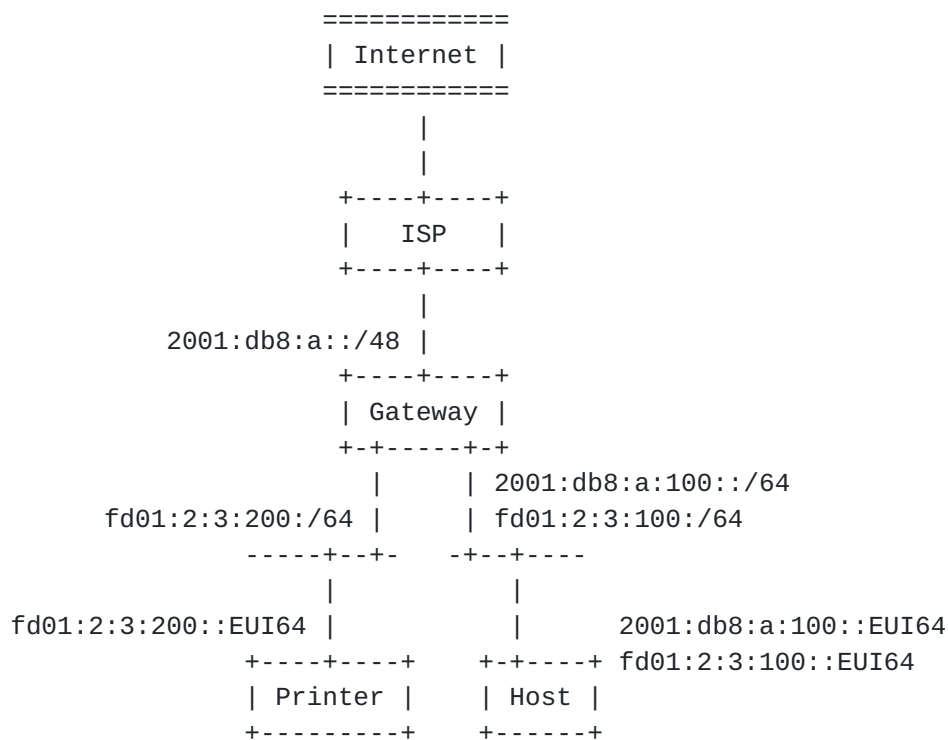 ============
| Internet |
============
|
|
+----+----+
| ISP |
+----+----+
|
2001:db8:a::/48 |
+----+----+
| Gateway |
+-+-----+-+
| | 2001:db8:a:100::/64
fd01:2:3:200:/64 | | fd01:2:3:100:/64
-----+--+- -+--+----
| |
fd01:2:3:200::EUI64 | | 2001:db8:a:100::EUI64
+----+----+ +-+----+ fd01:2:3:100::EUI64
| Printer | | Host |
+---------+ +------+